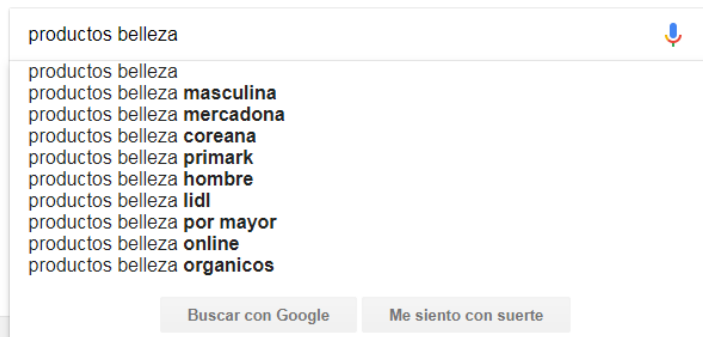 productos belleza
productos belleza
productos belleza masculina
productos belleza mercadona
productos belleza coreana
productos belleza primark
productos belleza hombre
productos belleza lidl
productos belleza por mayor
productos belleza online
productos belleza organicos
Buscar con Google Me siento con suerte